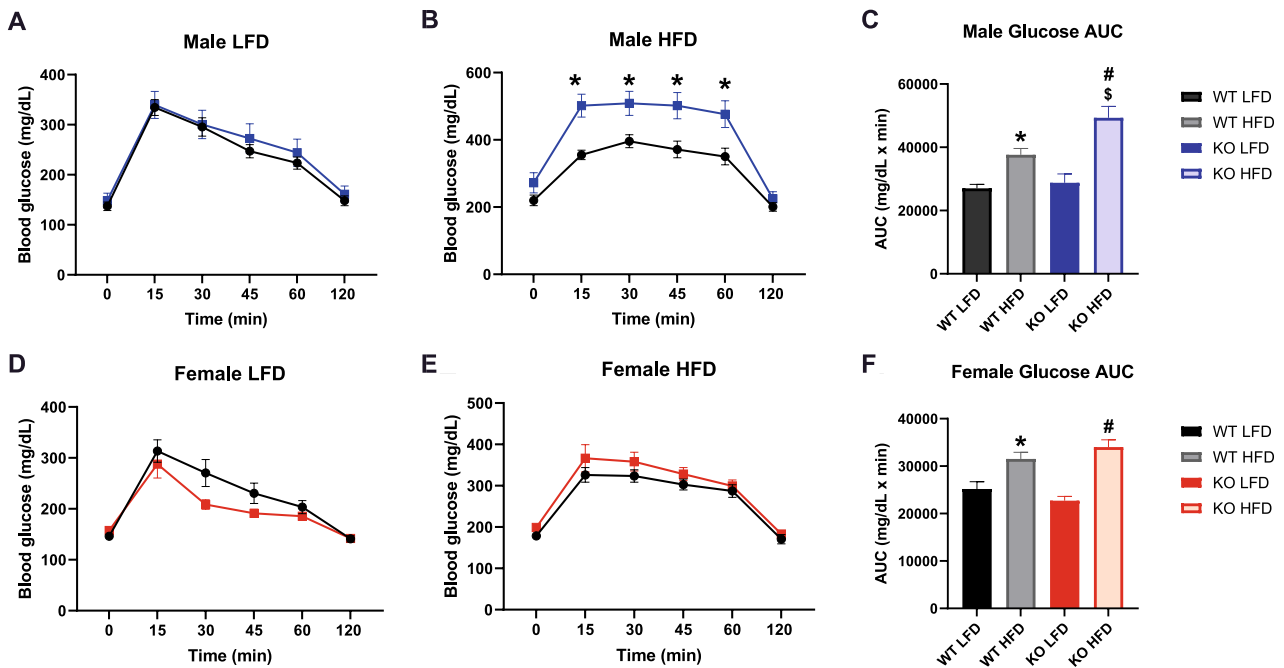 A
Male LFD
Blood glucose (mg/dL)
400
300
200
100
0
0 15 30 45 60 120
Time (min)
B
Male HFD
Blood glucose (mg/dL)
600
400
200
0
* * * *
0 15 30 45 60 120
Time (min)
C
Male Glucose AUC
AUC (mg/dL x min)
60000
40000
20000
0
*
#
$
WT LFD
WT HFD
KO LFD
KO HFD
WT LFD
WT HFD
KO LFD
KO HFD
D
Female LFD
Blood glucose (mg/dL)
400
300
200
100
0
0 15 30 45 60 120
Time (min)
E
Female HFD
Blood glucose (mg/dL)
500
400
300
200
100
0
0 15 30 45 60 120
Time (min)
F
Female Glucose AUC
AUC (mg/dL x min)
40000
30000
20000
10000
0
*
#
WT LFD
WT HFD
KO LFD
KO HFD
WT LFD
WT HFD
KO LFD
KO HFD